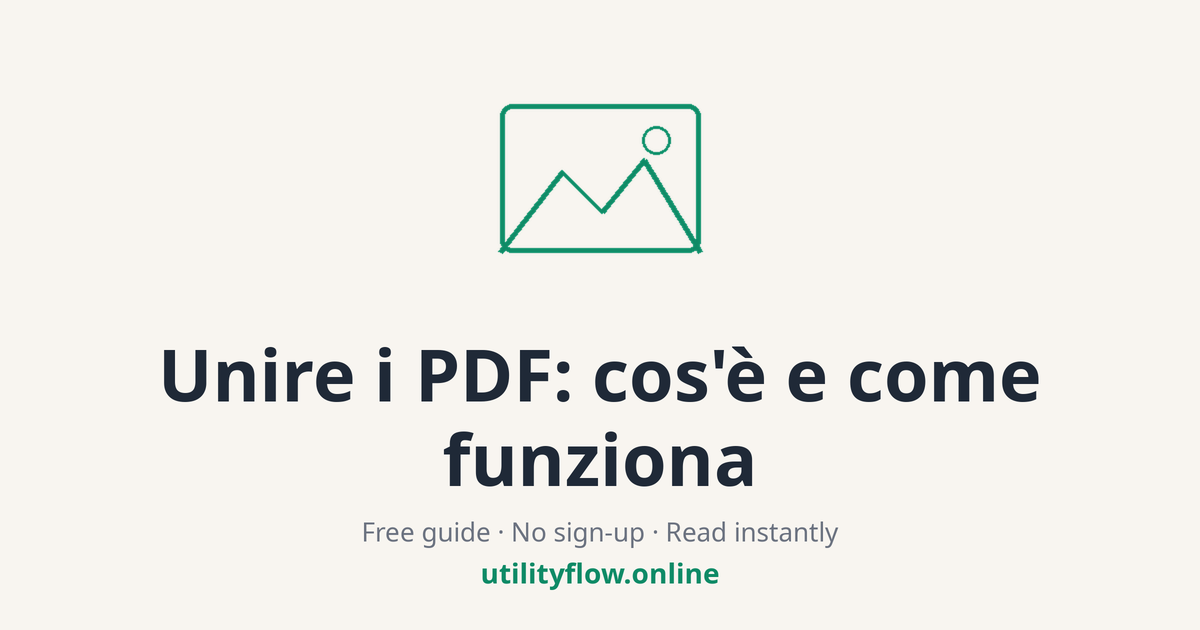 Unire i PDF: cos'è e come
funziona
Free guide · No sign-up · Read instantly
utilityflow.online